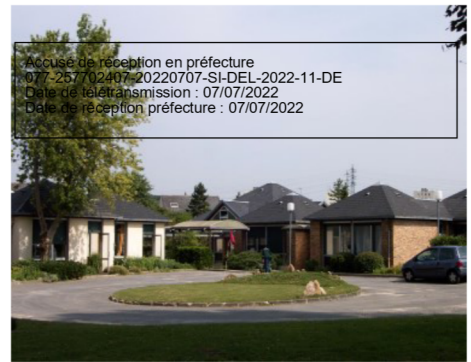 Accusé de réception en préfecture
077-257702407-20220707-SI-DEL-2022-11-DE
Date de télétransmission : 07/07/2022
Date de réception préfecture : 07/07/2022